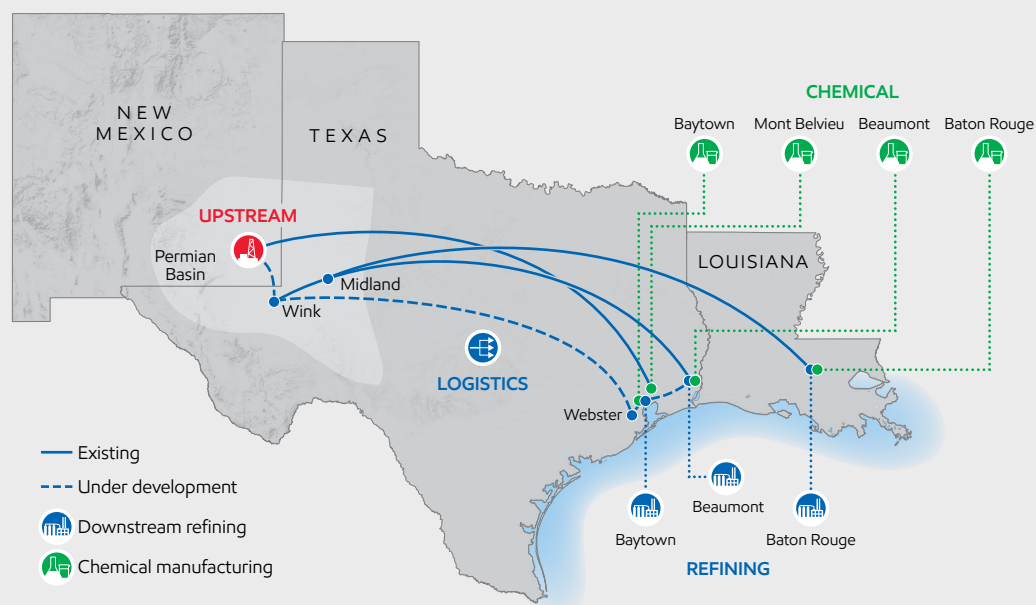 NEW
MEXICO
TEXAS
CHEMICAL
Baytown
Mont Belvieu
Beaumont
Baton Rouge
UPSTREAM
Permian
Basin
Midland
Wink
LOUISIANA
LOGISTICS
Webster
Existing
Under development
Downstream refining
Chemical manufacturing
Beaumont
Baytown
Baton Rouge
REFINING